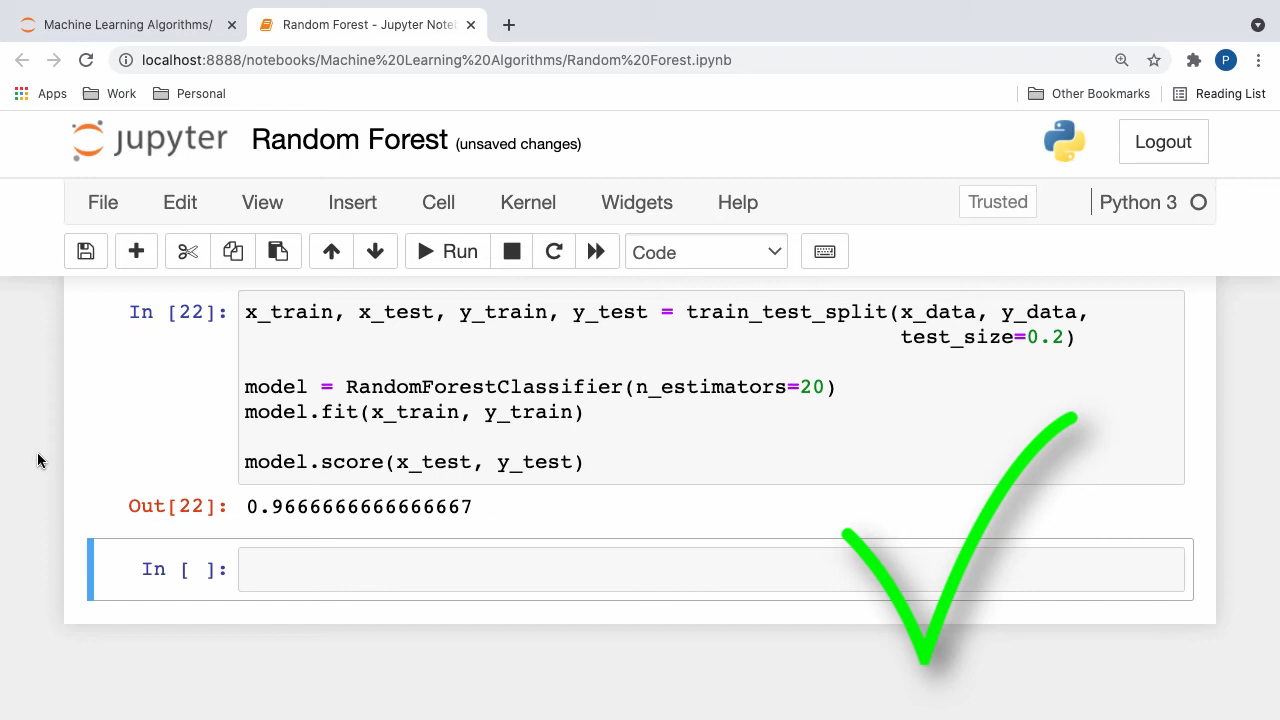 Machine Learning Algorithms/
Random Forest - Jupyter Noteb
localhost:8888/notebooks/Machine%20Learning%20Algorithms/Random%20Forest.ipynb
P
Apps Work Personal Other Bookmarks Reading List
jupyter Random Forest (unsaved changes) Logout
File Edit View Insert Cell Kernel Widgets Help Trusted Python 3
Run Code
In [22]: x_train, x_test, y_train, y_test = train_test_split(x_data, y_data,
test_size=0.2)
model = RandomForestClassifier(n_estimators=20)
model.fit(x_train, y_train)
model.score(x_test, y_test)
Out[22]: 0.9666666666666667
In [ ]: